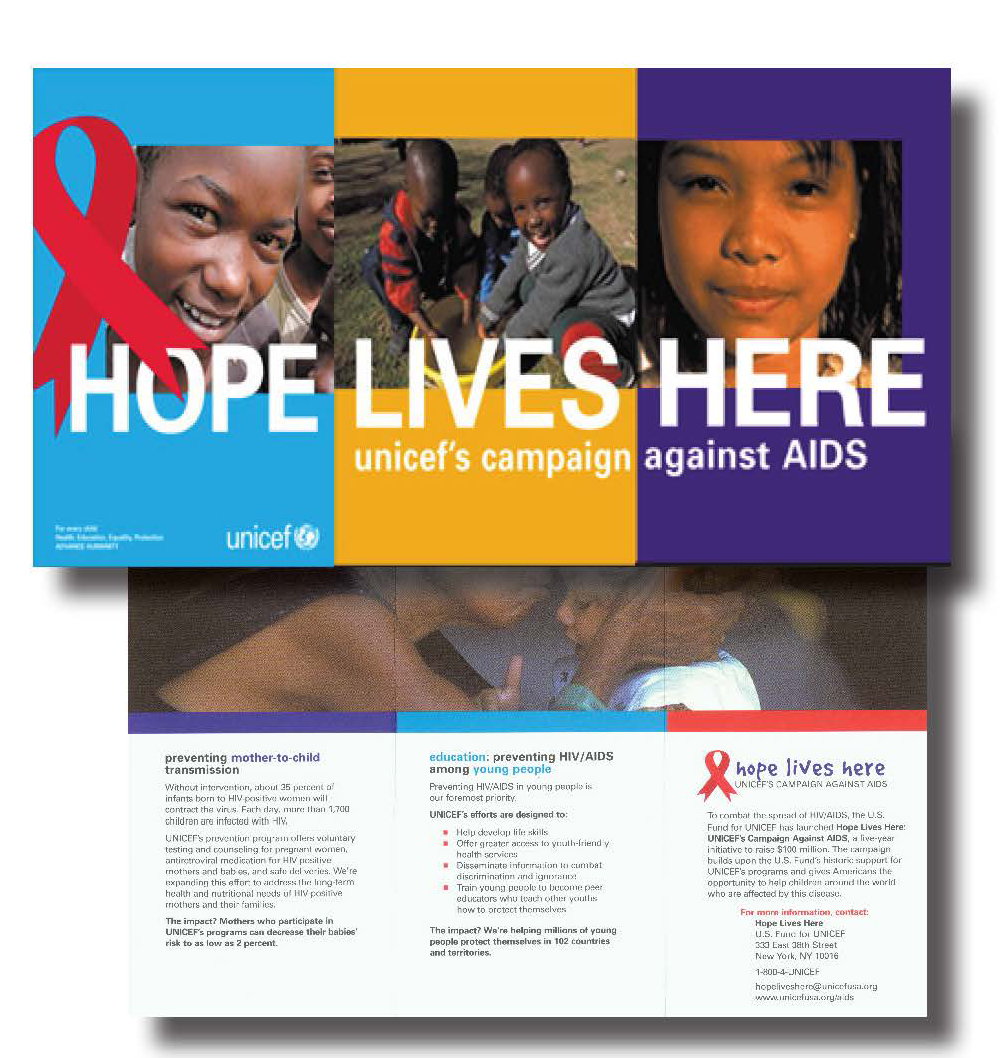 HOPE LIVES HERE
unicef's campaign against AIDS
For every child
Health, Education, Equality, Protection
ADVANCE HUMANITY
unicef
preventing mother-to-child
transmission
Without intervention, about 35 percent of
infants born to HIV-positive women will
contract the virus. Each day, more than 1,700
children are infected with HIV.
UNICEF's prevention program offers voluntary
testing and counseling for pregnant women,
antiretroviral medication for HIV positive
mothers and babies, and safe deliveries. We're
expanding this effort to address the long-term
health and nutritional needs of HIV positive
mothers and their families.
The impact? Mothers who participate in
UNICEF's programs can decrease their babies'
risk to as low as 2 percent.
education: preventing HIV/AIDS
among young people
Preventing HIV/AIDS in young people is
our foremost priority.
UNICEF's efforts are designed to:
Help develop life skills
Offer greater access to youth-friendly
health services
Disseminate information to combat
discrimination and ignorance
Train young people to become peer
educators who teach other youths
how to protect themselves
The impact? We're helping millions of young
people protect themselves in 102 countries
and territories.
hope lives here
UNICEF'S CAMPAIGN AGAINST AIDS
To combat the spread of HIV/AIDS, the U.S.
Fund for UNICEF has launched Hope Lives Here:
UNICEF's Campaign Against AIDS, a five-year
initiative to raise $100 million. The campaign
builds upon the U.S. Fund's historic support for
UNICEF's programs and gives Americans the
opportunity to help children around the world
who are affected by this disease.
For more information, contact:
Hope Lives Here
U.S. Fund for UNICEF
333 East 38th Street
New York, NY 10016
1-800-4-UNICEF
hopeliveshere@unicefusa.org
www.unicefusa.org/aids